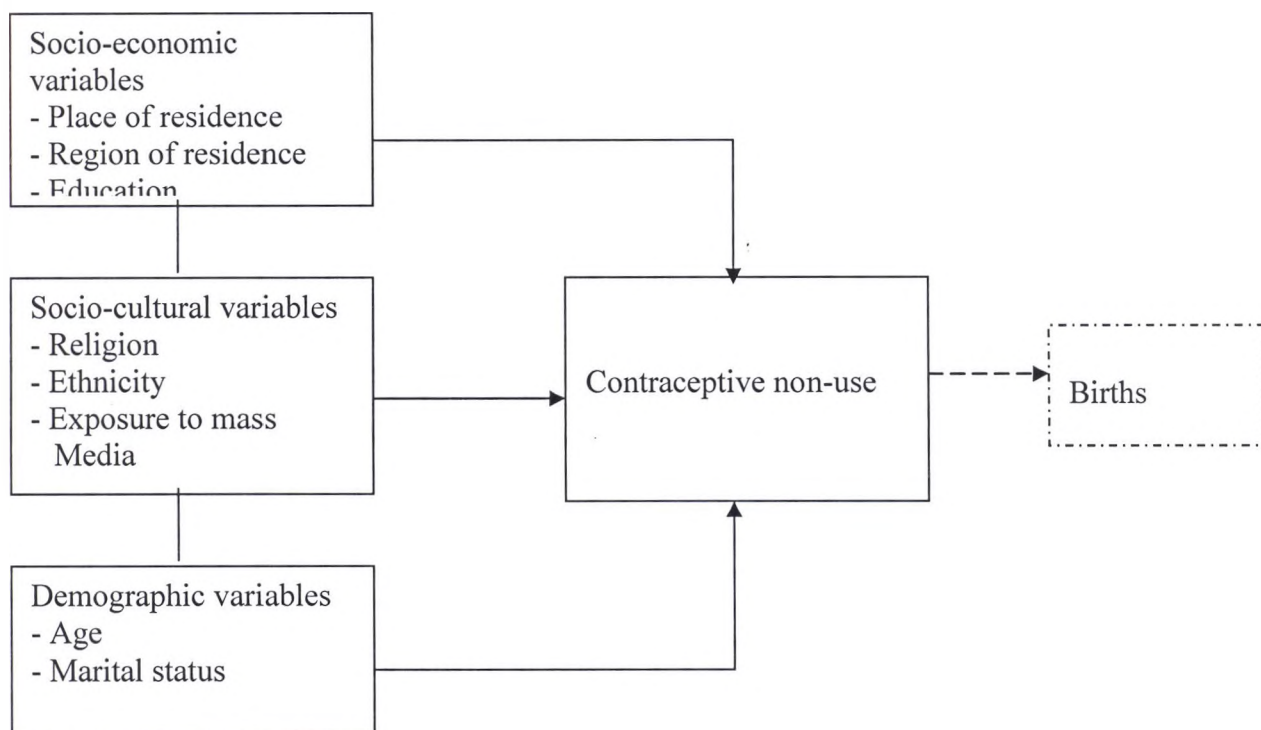 Socio-economic
variables
- Place of residence
- Region of residence
- Education
Socio-cultural variables
- Religion
- Ethnicity
- Exposure to mass
Media
Demographic variables
- Age
- Marital status
Contraceptive non-use
Births